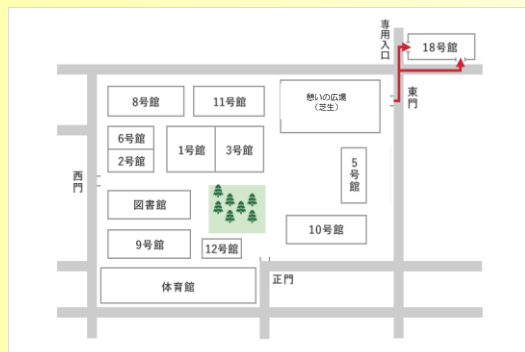 専用入口
18号館
8号館
11号館
憩いの広場
(芝生)
東門
6号館
2号館
1号館
3号館
5号館
西門
図書館
10号館
9号館
12号館
正門
体育館